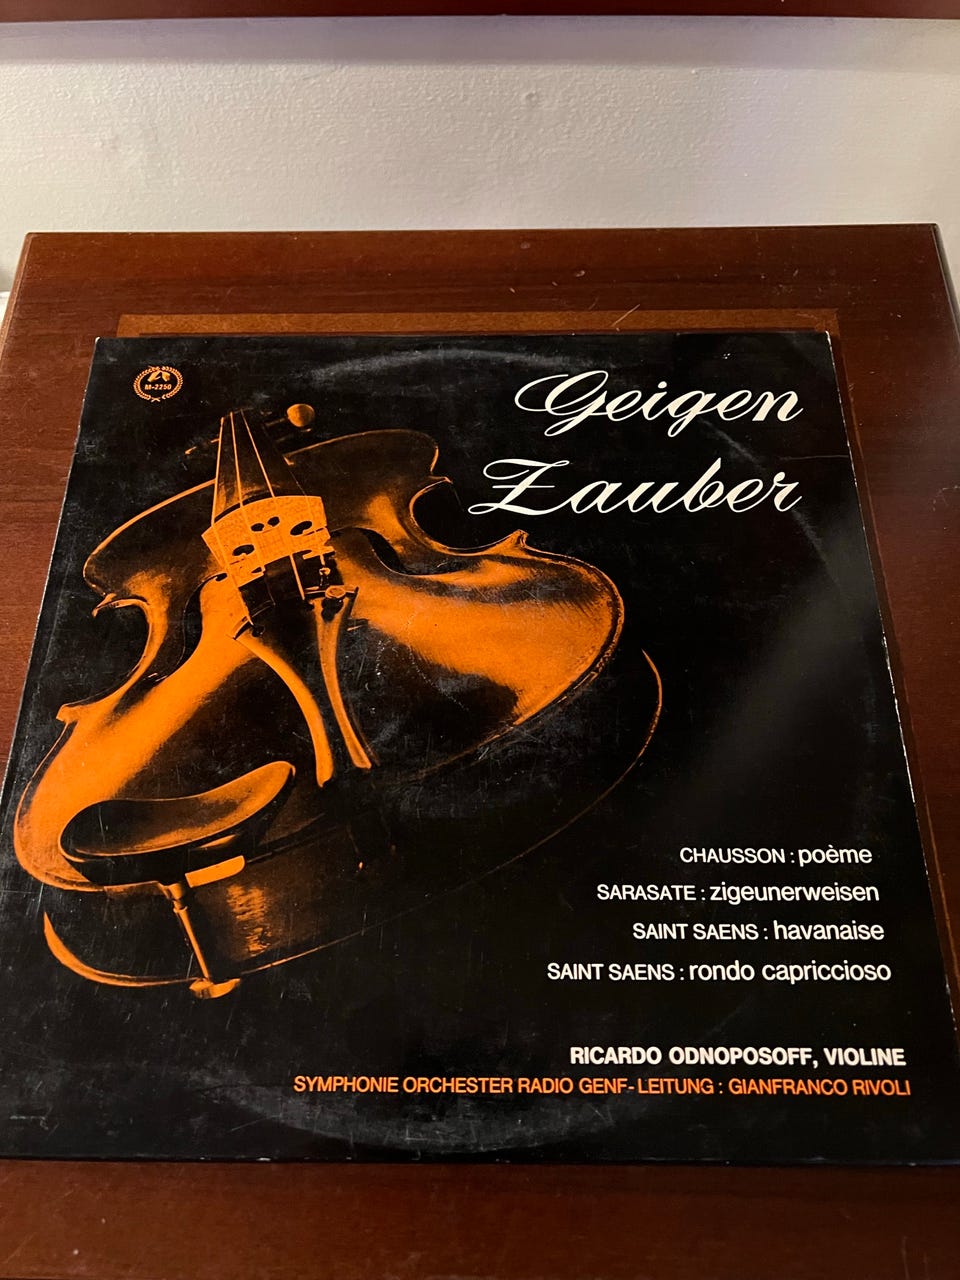 M-2250
Geigen
Zauber
CHAUSSON : poème
SARASATE : zigeunerweisen
SAINT SAENS : havanaise
SAINT SAENS : rondo capriccioso
RICARDO ODNOPOSOFF, VIOLINE
SYMPHONIE ORCHESTER RADIO GENF - LEITUNG : GIANFRANCO RIVOLI